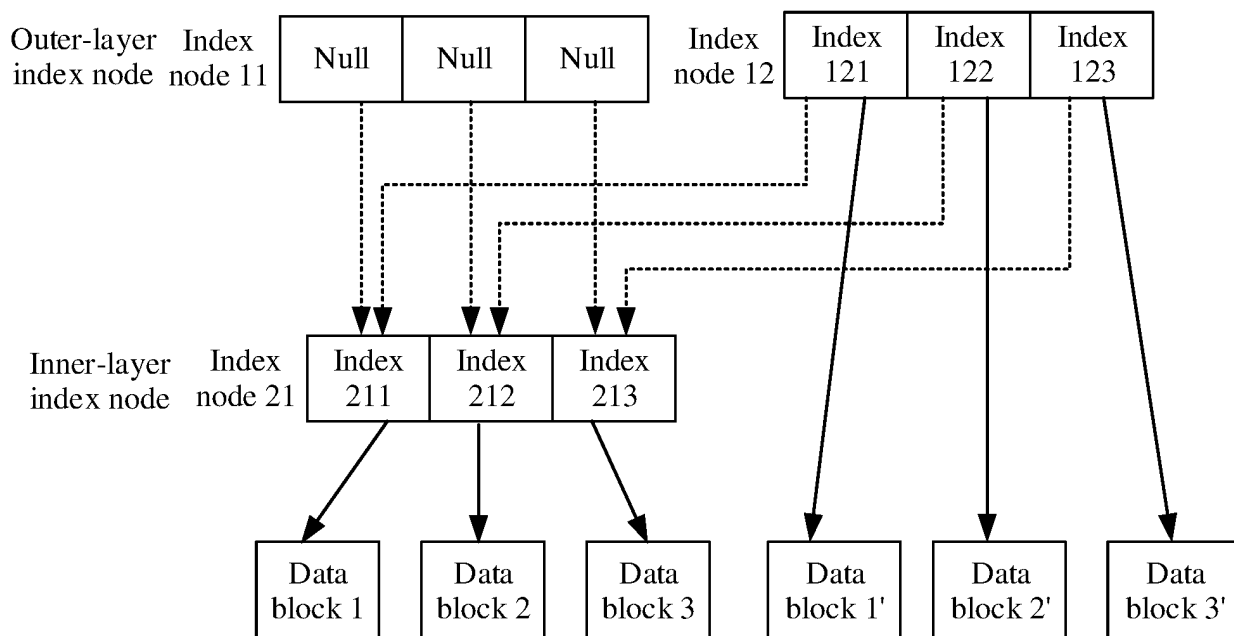 Outer-layer
index node
Index
node 11
Null
Null
Null
Index
node 12
Index
121
Index
122
Index
123
Inner-layer
index node
Index
node 21
Index
211
Index
212
Index
213
Data
block 1
Data
block 2
Data
block 3
Data
block 1'
Data
block 2'
Data
block 3'